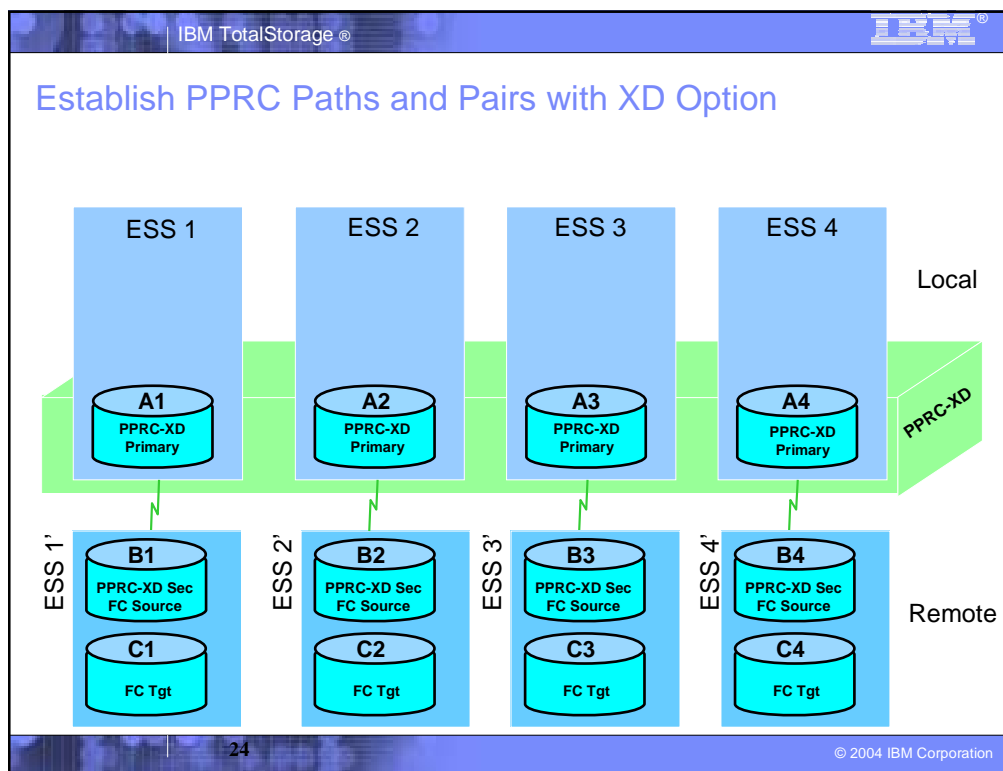 IBM TotalStorage ®
IBM®
Establish PPRC Paths and Pairs with XD Option
ESS 1
ESS 2
ESS 3
ESS 4
Local
A1
PPRC-XD
Primary
A2
PPRC-XD
Primary
A3
PPRC-XD
Primary
A4
PPRC-XD
Primary
PPRC-XD
ESS 1’
B1
PPRC-XD Sec
FC Source
ESS 2’
B2
PPRC-XD Sec
FC Source
ESS 3’
B3
PPRC-XD Sec
FC Source
ESS 4’
B4
PPRC-XD Sec
FC Source
Remote
C1
FC Tgt
C2
FC Tgt
C3
FC Tgt
C4
FC Tgt
24
© 2004 IBM Corporation